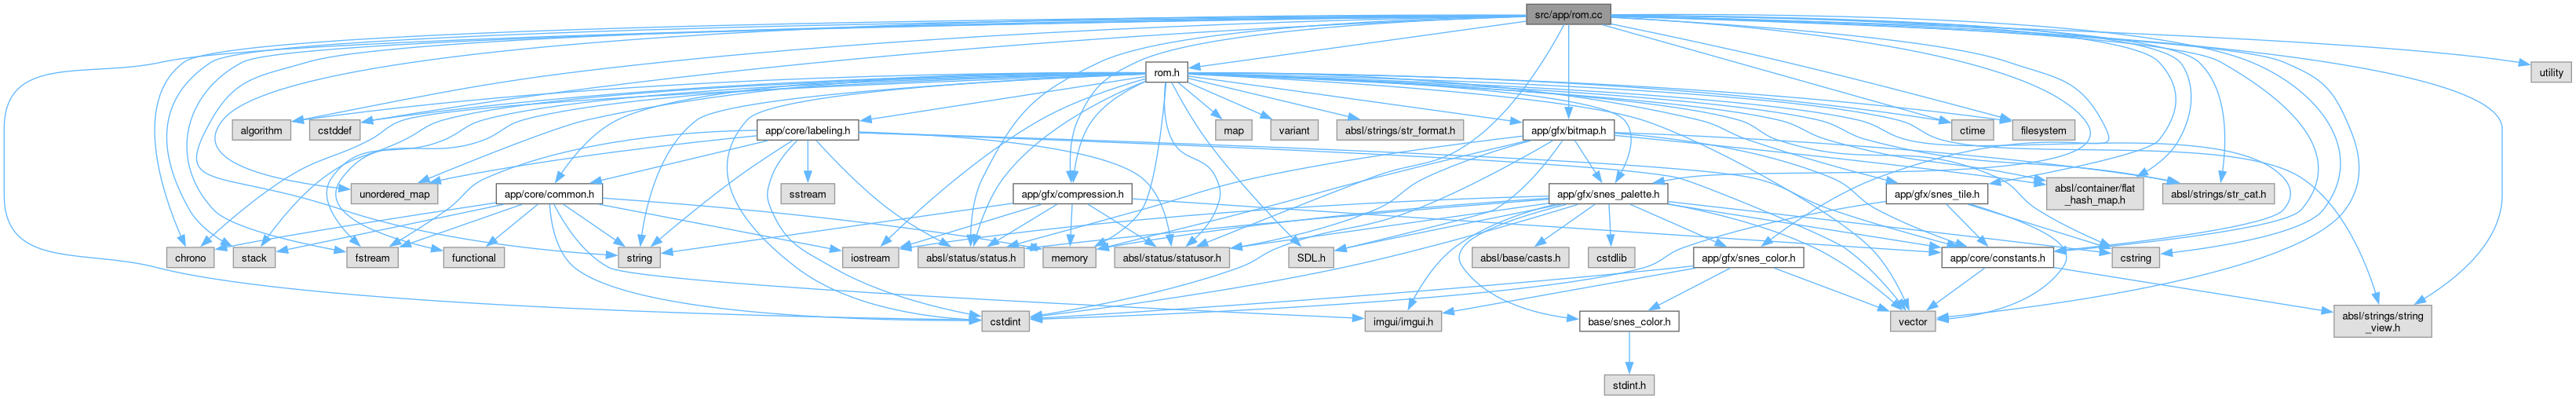 src/app/rom.cc
rom.h
utility
algorithm
cstddef
app/core/labeling.h
map
variant
absl/strings/str_format.h
app/gfx/bitmap.h
ctime
filesystem
unordered_map
app/core/common.h
sstream
app/gfx/compression.h
app/gfx/snes_palette.h
app/gfx/snes_tile.h
absl/container/flat
_hash_map.h
absl/strings/str_cat.h
chrono
stack
fstream
functional
string
iostream
absl/status/status.h
memory
absl/status/statusor.h
SDL.h
absl/base/casts.h
cstdlib
app/gfx/snes_color.h
app/core/constants.h
cstring
cstdint
imgui/imgui.h
base/snes_color.h
vector
absl/strings/string
_view.h
stdint.h